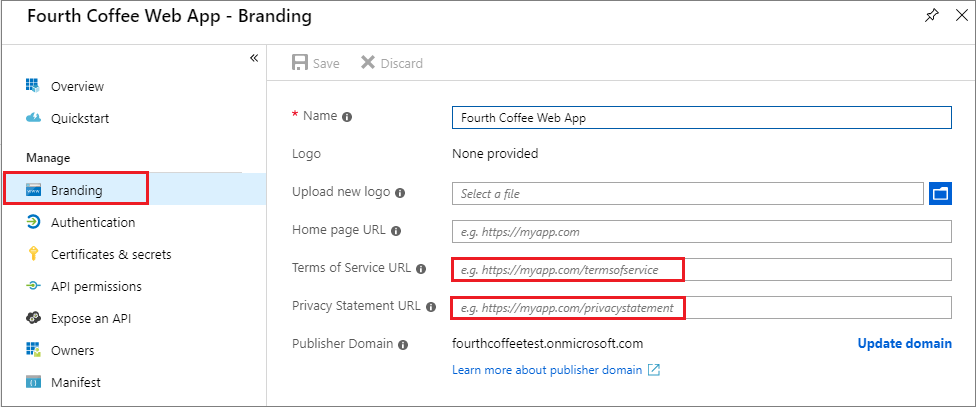 Fourth Coffee Web App - Branding
«
Overview
Quickstart
Manage
Branding
Authentication
Certificates & secrets
API permissions
Expose an API
Owners
Manifest
Save Discard
* Name Fourth Coffee Web App
Logo None provided
Upload new logo Select a file
Home page URL e.g. https://myapp.com
Terms of Service URL e.g. https://myapp.com/termsofservice
Privacy Statement URL e.g. https://myapp.com/privacystatement
Publisher Domain fourthcoffeetest.onmicrosoft.com Update domain
Learn more about publisher domain